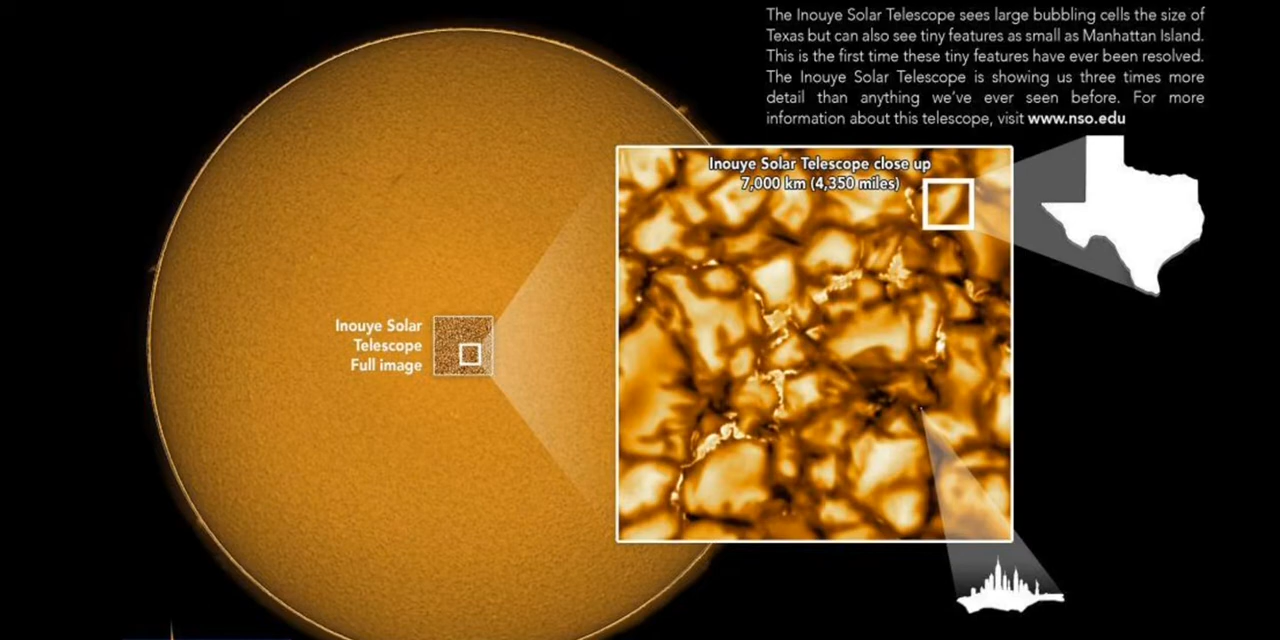 The Inouye Solar Telescope sees large bubbling cells the size of
Texas but can also see tiny features as small as Manhattan Island.
This is the first time these tiny features have ever been resolved.
The Inouye Solar Telescope is showing us three times more
detail than anything we've ever seen before. For more
information about this telescope, visit www.nso.edu
Inouye Solar Telescope close up
7,000 km (4,350 miles)
Inouye Solar
Telescope
Full image